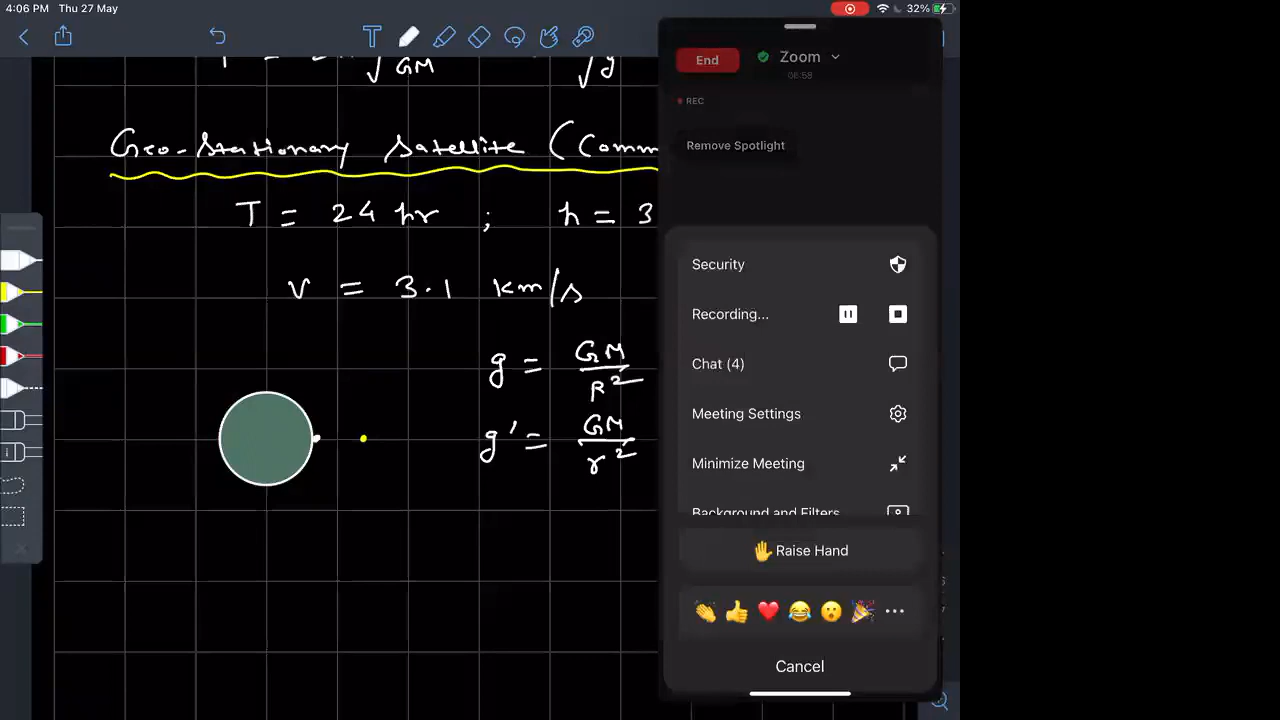 4:06 PM Thu 27 May
32%
End
Zoom
06:58
REC
Remove Spotlight
√GM
√g
Geo-Stationary Satellite (Comm
T = 24 hr ; h = 3
v = 3.1 km/s
g = GM/R²
g' = GM/r²
Security
Recording...
Chat (4)
Meeting Settings
Minimize Meeting
Background and Filters
✋ Raise Hand
👏 👍 ❤️ 😂 😮 🎉 ...
Cancel